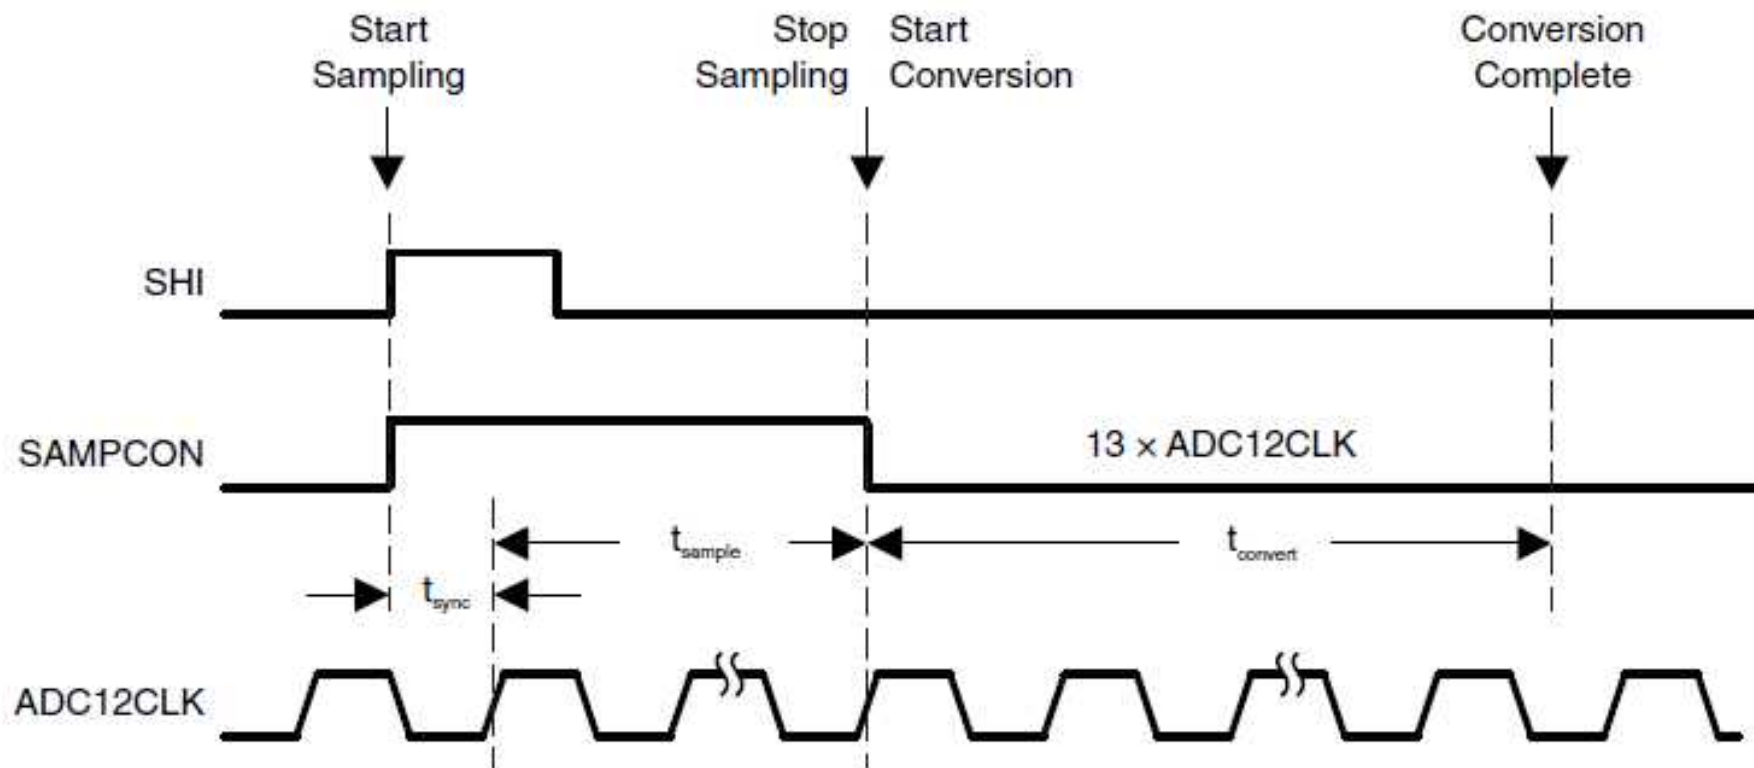 Start
Sampling
Stop
Sampling
Start
Conversion
Conversion
Complete
SHI
SAMPCON
13 × ADC12CLK
tsample
tconvert
tsync
ADC12CLK